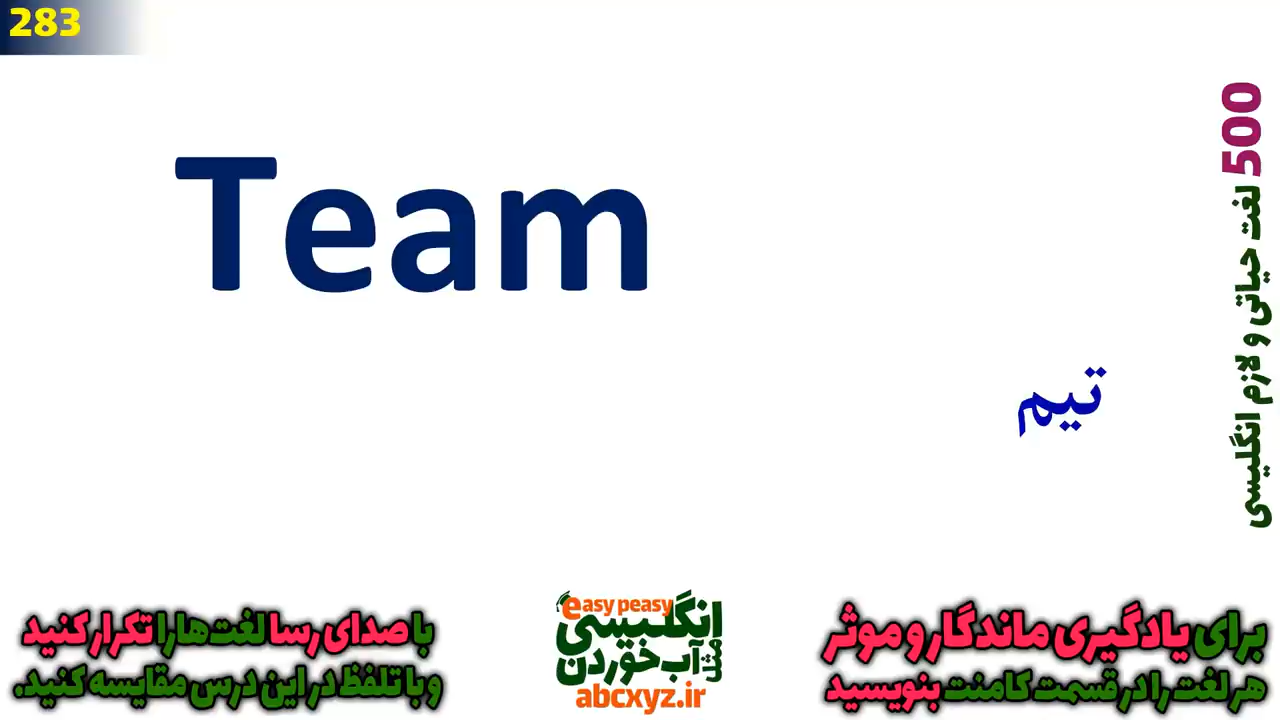 283
Team
تیم
500 لغت حیاتی و لازم انگلیسی
با صدای رسا لغت‌ها را تکرار کنید
و با تلفظ در این درس مقایسه کنید.
easy peasy
انگلیسی
مثل آب خوردن
abcxyz.ir
برای یادگیری ماندگار و موثر
هر لغت را در قسمت کامنت بنویسید